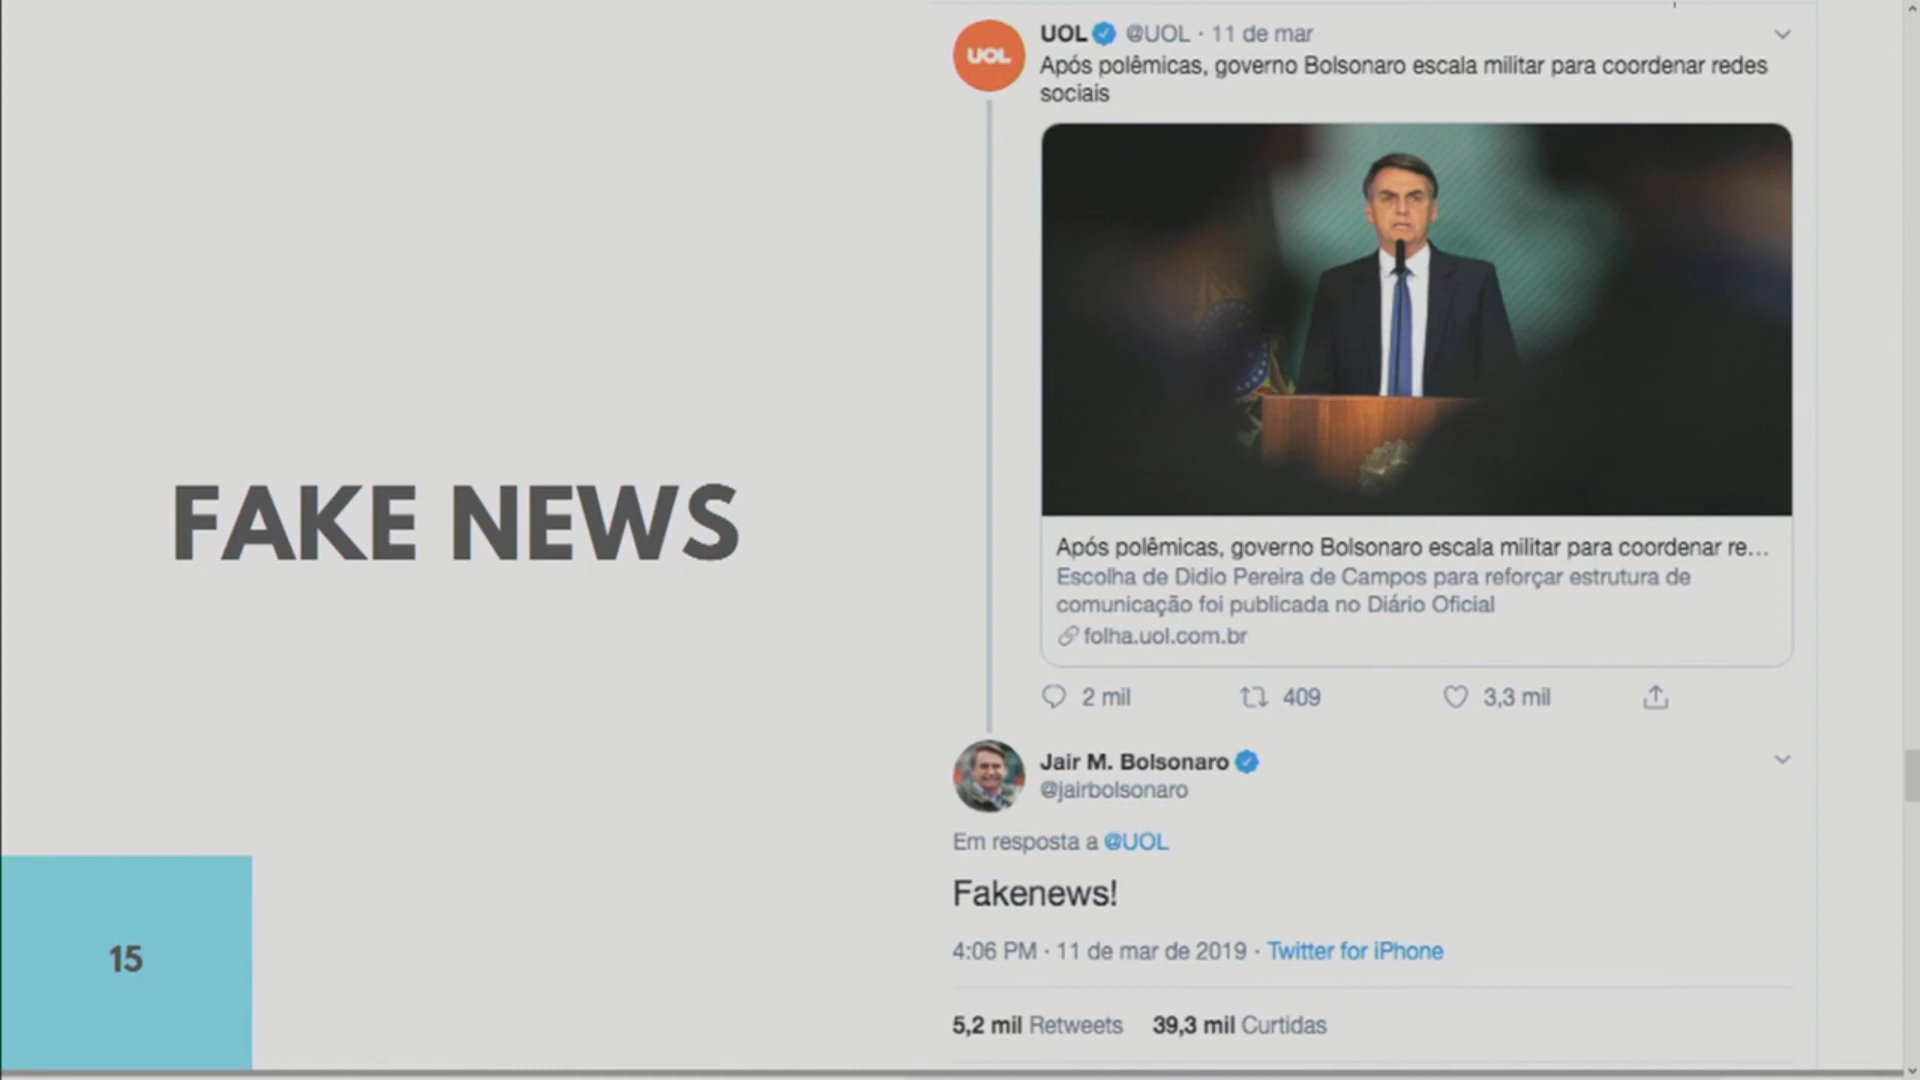 FAKE NEWS
15
UOL
UOL @UOL · 11 de mar
Após polêmicas, governo Bolsonaro escala militar para coordenar redes
sociais
Após polêmicas, governo Bolsonaro escala militar para coordenar re...
Escolha de Didio Pereira de Campos para reforçar estrutura de
comunicação foi publicada no Diário Oficial
folha.uol.com.br
2 mil 409 3,3 mil
Jair M. Bolsonaro
@jairbolsonaro
Em resposta a @UOL
Fakenews!
4:06 PM · 11 de mar de 2019 · Twitter for iPhone
5,2 mil Retweets 39,3 mil Curtidas